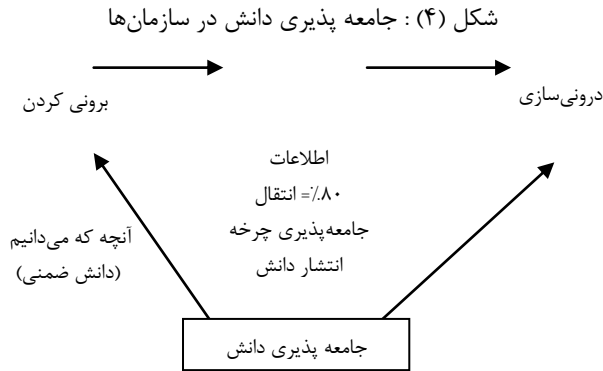 شکل (۴) : جامعه پذیری دانش در سازمان‌ها
درونی‌سازی
برونی کردن
اطلاعات
۸۰٪= انتقال
جامعه‌پذیری چرخه
انتشار دانش
آنچه که می‌دانیم
(دانش ضمنی)
جامعه پذیری دانش